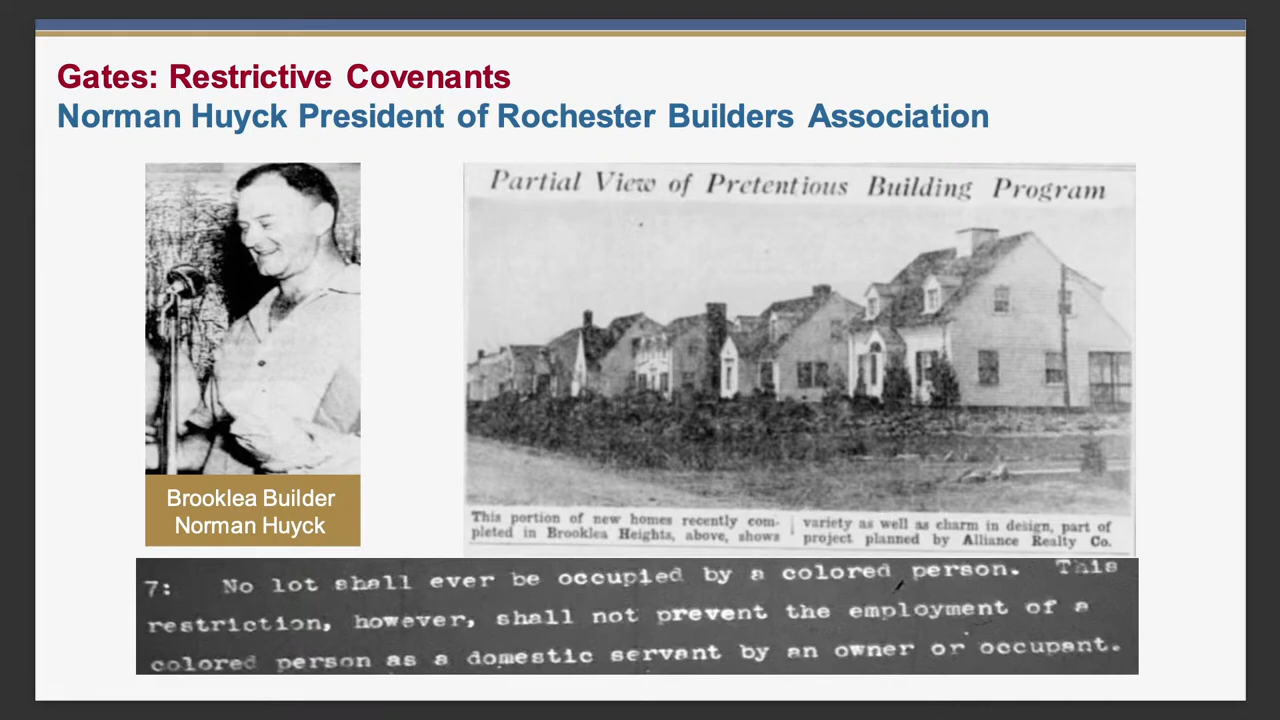 Gates: Restrictive Covenants
Norman Huyck President of Rochester Builders Association
Partial View of Pretentious Building Program
Brooklea Builder
Norman Huyck
This portion of new homes recently com-
pleted in Brooklea Heights, above, shows
variety as well as charm in design, part of
project planned by Alliance Realty Co.
7: No lot shall ever be occupied by a colored person. This
restriction, however, shall not prevent the employment of a
colored person as a domestic servant by an owner or occupant.